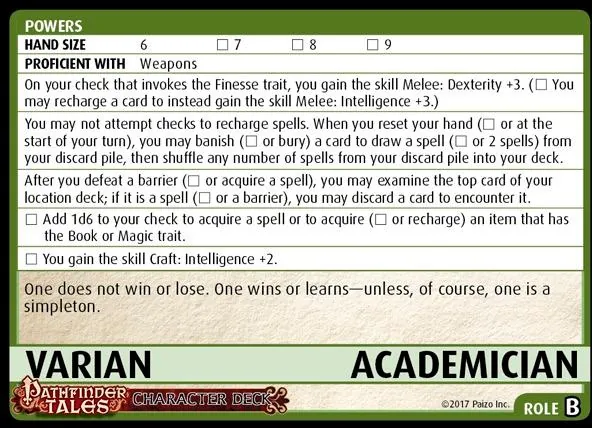 POWERS
HAND SIZE 6 □ 7 □ 8 □ 9
PROFICIENT WITH Weapons
On your check that invokes the Finesse trait, you gain the skill Melee: Dexterity +3. (□ You
may recharge a card to instead gain the skill Melee: Intelligence +3.)
You may not attempt checks to recharge spells. When you reset your hand (□ or at the
start of your turn), you may banish (□ or bury) a card to draw a spell (□ or 2 spells) from
your discard pile, then shuffle any number of spells from your discard pile into your deck.
After you defeat a barrier (□ or acquire a spell), you may examine the top card of your
location deck; if it is a spell (□ or a barrier), you may discard a card to encounter it.
□ Add 1d6 to your check to acquire a spell or to acquire (□ or recharge) an item that has
the Book or Magic trait.
□ You gain the skill Craft: Intelligence +2.
One does not win or lose. One wins or learns—unless, of course, one is a
simpleton.
VARIAN ACADEMICIAN
PATHFINDER
TALES CHARACTER DECK
©2017 Paizo Inc. ROLE B